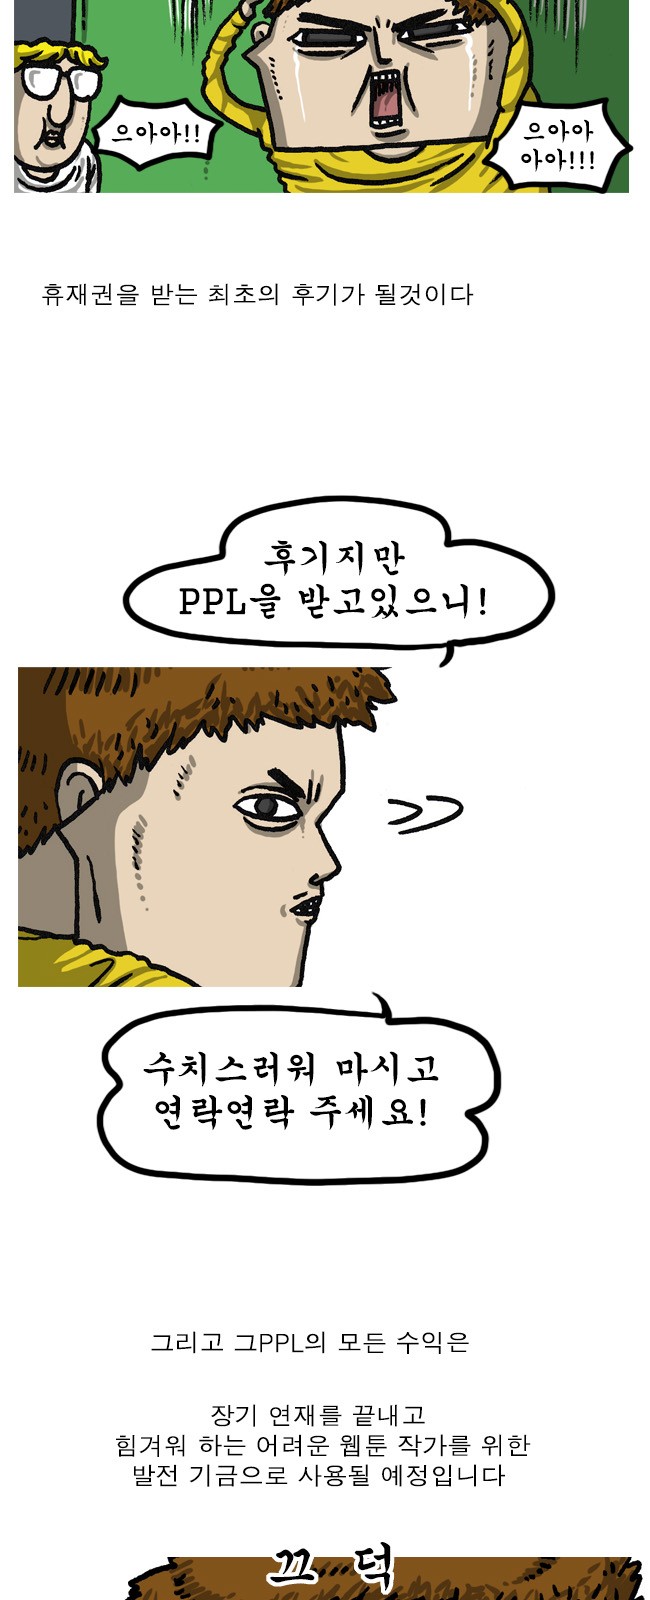 으아아!!
으아아
아아!!!
휴재권을 받는 최초의 후기가 될것이다
후기지만
PPL을 받고있으니!
수치스러워 마시고
연락연락 주세요!
그리고 그PPL의 모든 수익은
장기 연재를 끝내고
힘겨워 하는 어려운 웹툰 작가를 위한
발전 기금으로 사용될 예정입니다
끄 덕